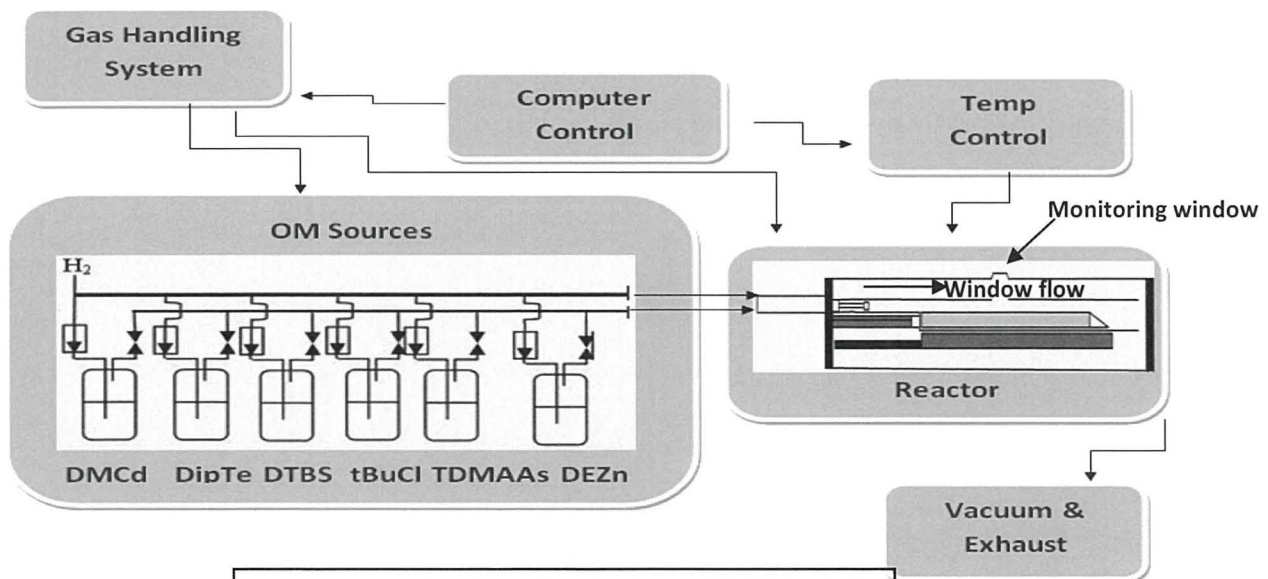 Gas Handling
System
Computer
Control
Temp
Control
Monitoring window
OM Sources
H₂
Window flow
Reactor
DMCd DipTe DTBS tBuCl TDMAAs DEZn
Vacuum &
Exhaust